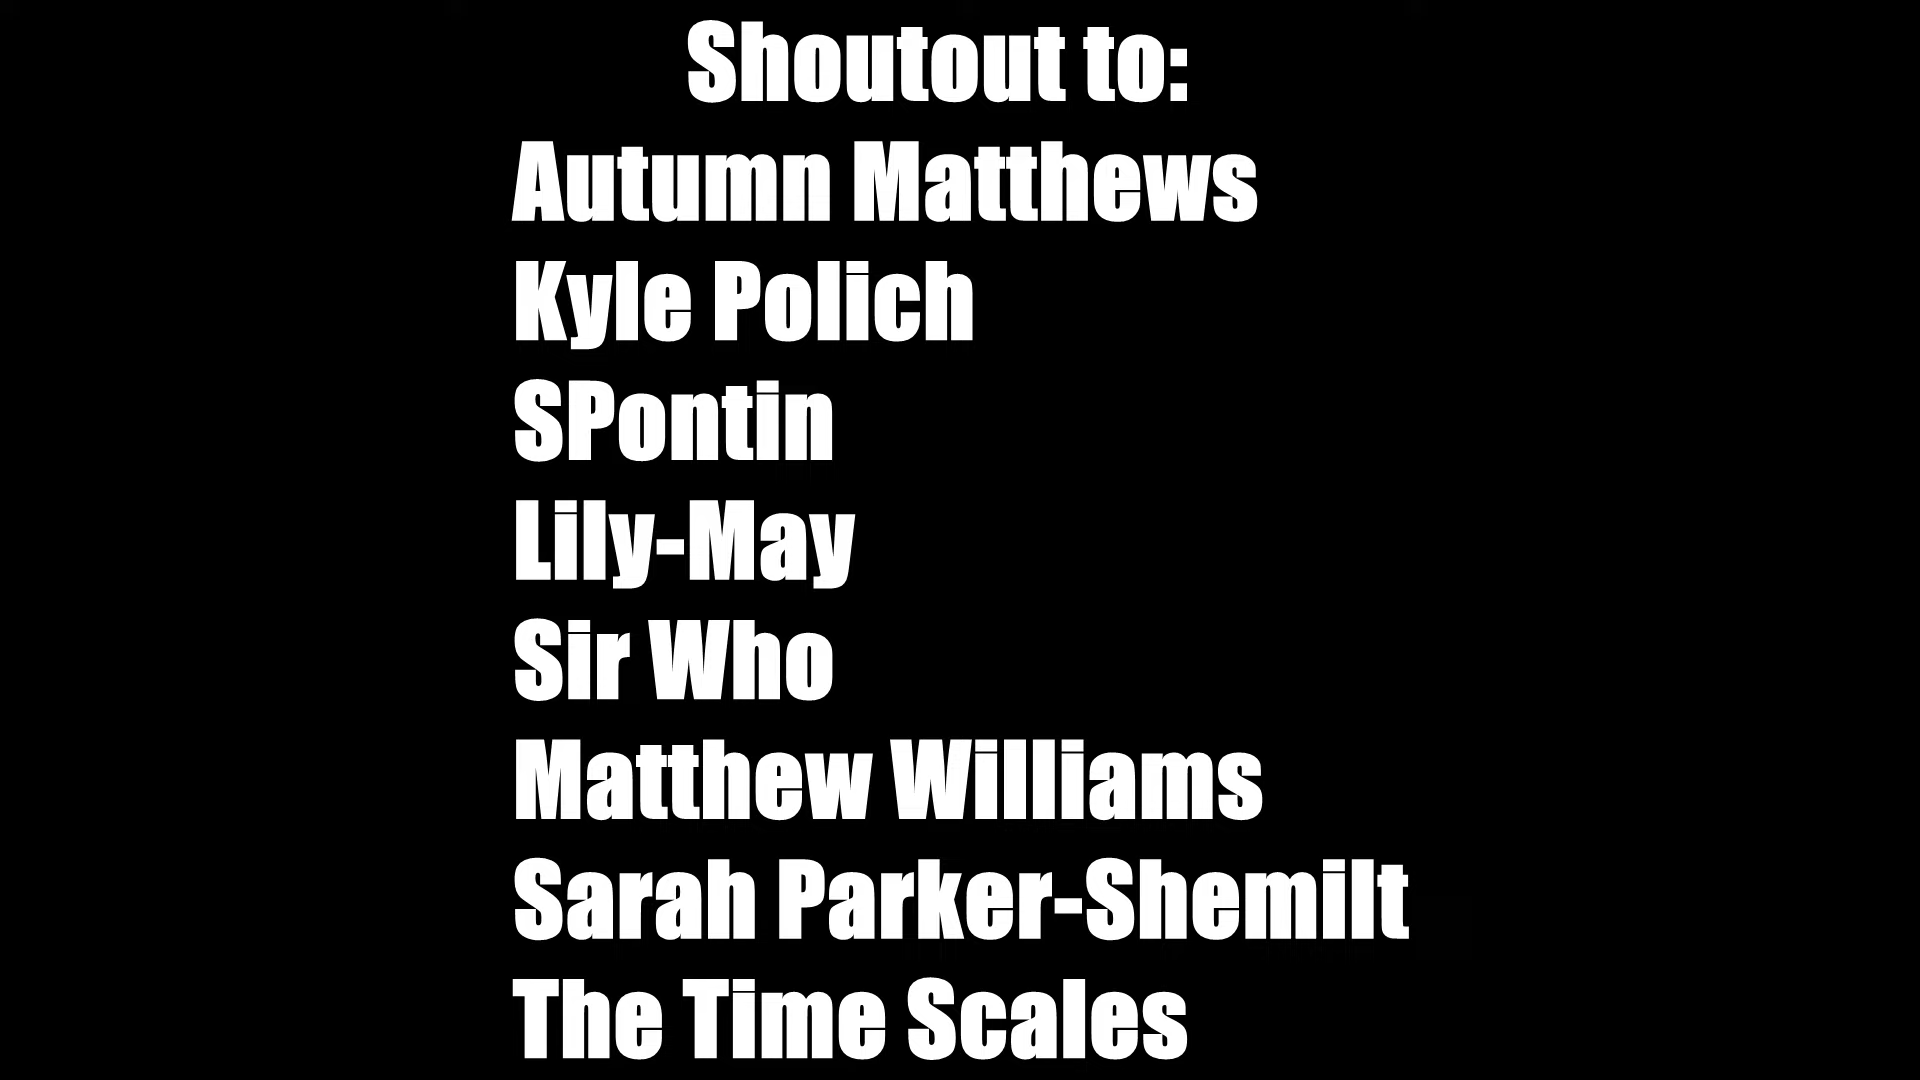 Shoutout to:
Autumn Matthews
Kyle Polich
SPontin
Lily-May
Sir Who
Matthew Williams
Sarah Parker-Shemilt
The Time Scales